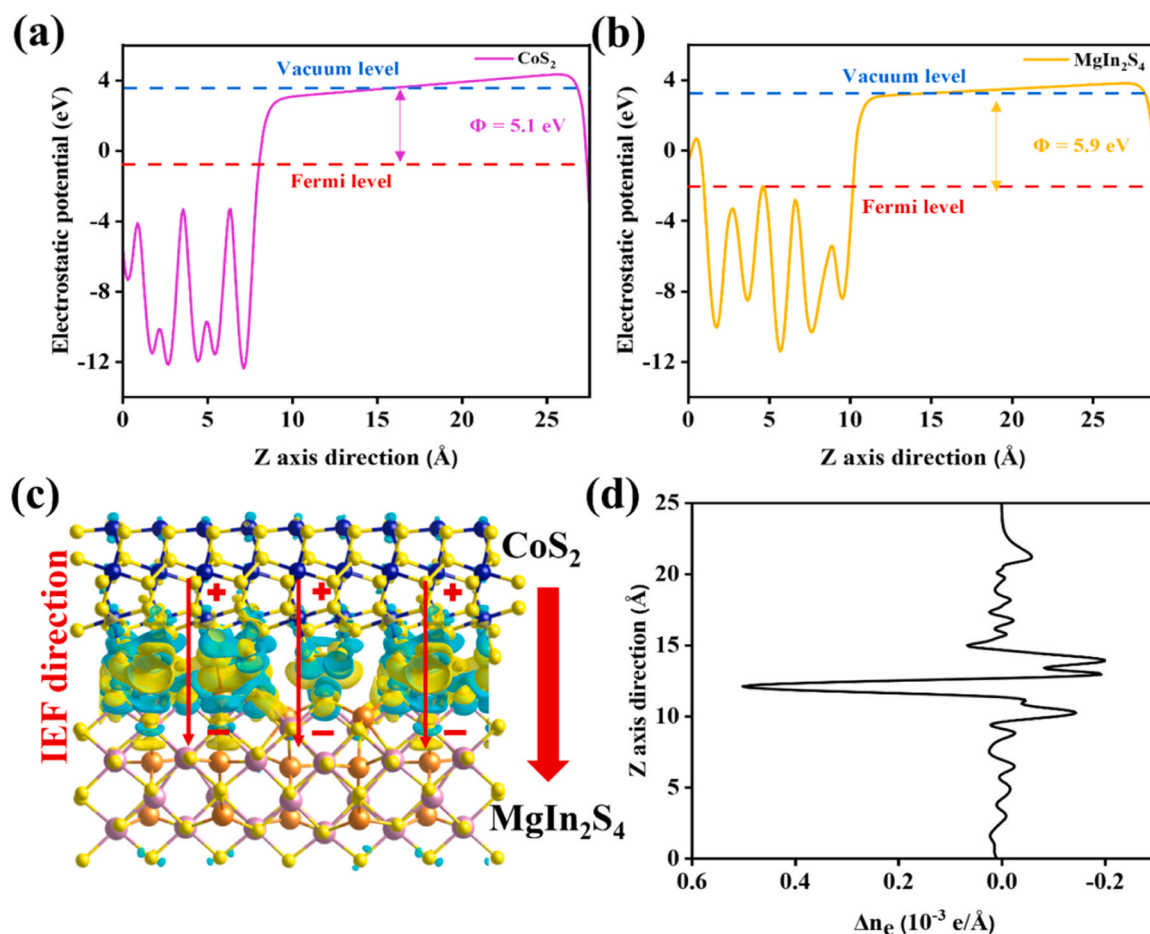 (a)
CoS₂
Vacuum level
Φ = 5.1 eV
Fermi level
4
0
-4
-8
-12
Electrostatic potential (eV)
0 5 10 15 20 25
Z axis direction (Å)
(b)
MgIn₂S₄
Vacuum level
Φ = 5.9 eV
Fermi level
4
0
-4
-8
-12
Electrostatic potential (eV)
0 5 10 15 20 25
Z axis direction (Å)
(c)
IEF direction
CoS₂
+ + +
− − −
MgIn₂S₄
(d)
25
20
15
10
5
0
Z axis direction (Å)
0.6 0.4 0.2 0.0 -0.2
Δnₑ (10⁻³ e/Å)